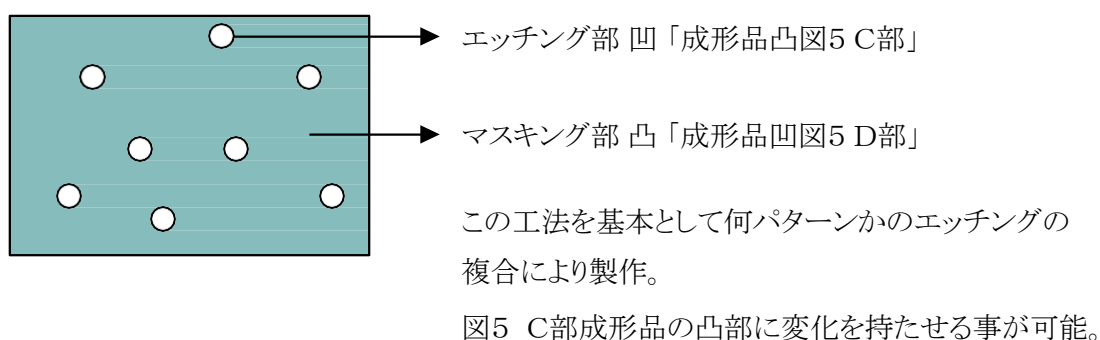 エッチング部 凹 「成形品凸図5 C部」
マスキング部 凸 「成形品凹図5 D部」
この工法を基本として何パターンかのエッチングの
複合により製作。
図5　C部成形品の凸部に変化を持たせる事が可能。